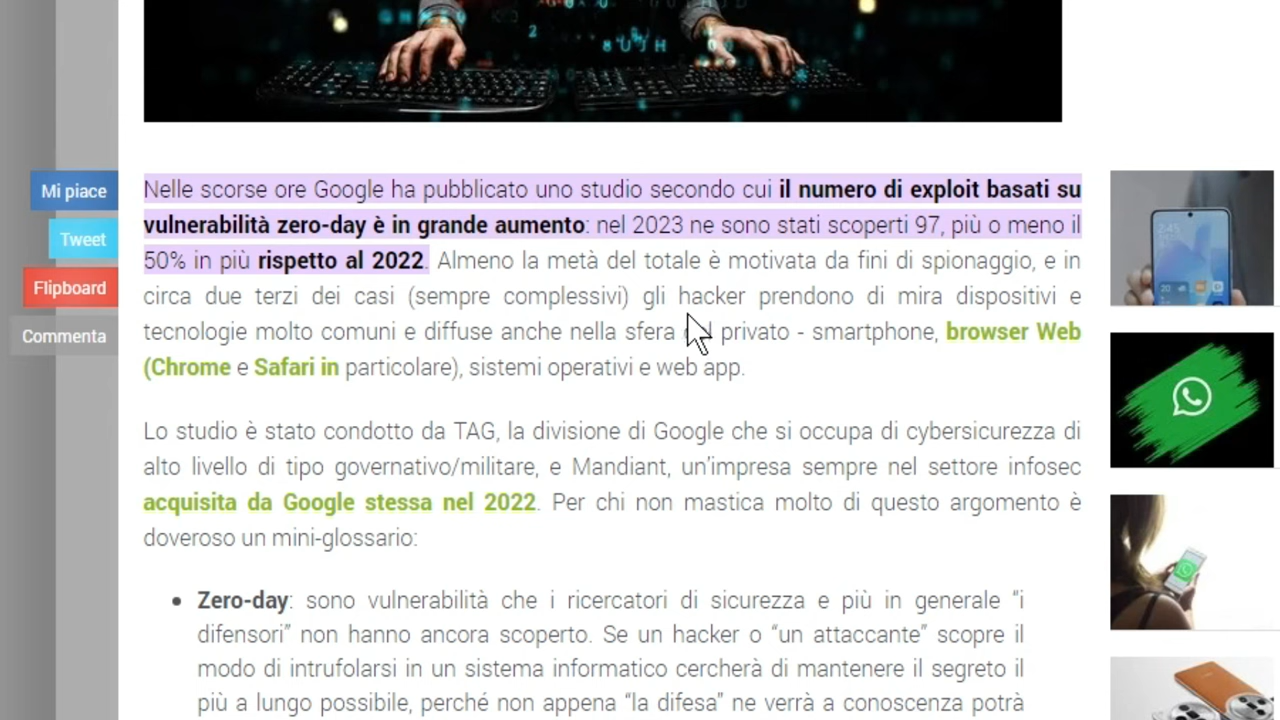 Mi piace
Tweet
Flipboard
Commenta
Nelle scorse ore Google ha pubblicato uno studio secondo cui il numero di exploit basati su
vulnerabilità zero-day è in grande aumento: nel 2023 ne sono stati scoperti 97, più o meno il
50% in più rispetto al 2022. Almeno la metà del totale è motivata da fini di spionaggio, e in
circa due terzi dei casi (sempre complessivi) gli hacker prendono di mira dispositivi e
tecnologie molto comuni e diffuse anche nella sfera privato - smartphone, browser Web
(Chrome e Safari in particolare), sistemi operativi e web app.
Lo studio è stato condotto da TAG, la divisione di Google che si occupa di cybersicurezza di
alto livello di tipo governativo/militare, e Mandiant, un'impresa sempre nel settore infosec
acquisita da Google stessa nel 2022. Per chi non mastica molto di questo argomento è
doveroso un mini-glossario:
• Zero-day: sono vulnerabilità che i ricercatori di sicurezza e più in generale “i
difensori” non hanno ancora scoperto. Se un hacker o “un attaccante” scopre il
modo di intrufolarsi in un sistema informatico cercherà di mantenere il segreto il
più a lungo possibile, perché non appena “la difesa” ne verrà a conoscenza potrà